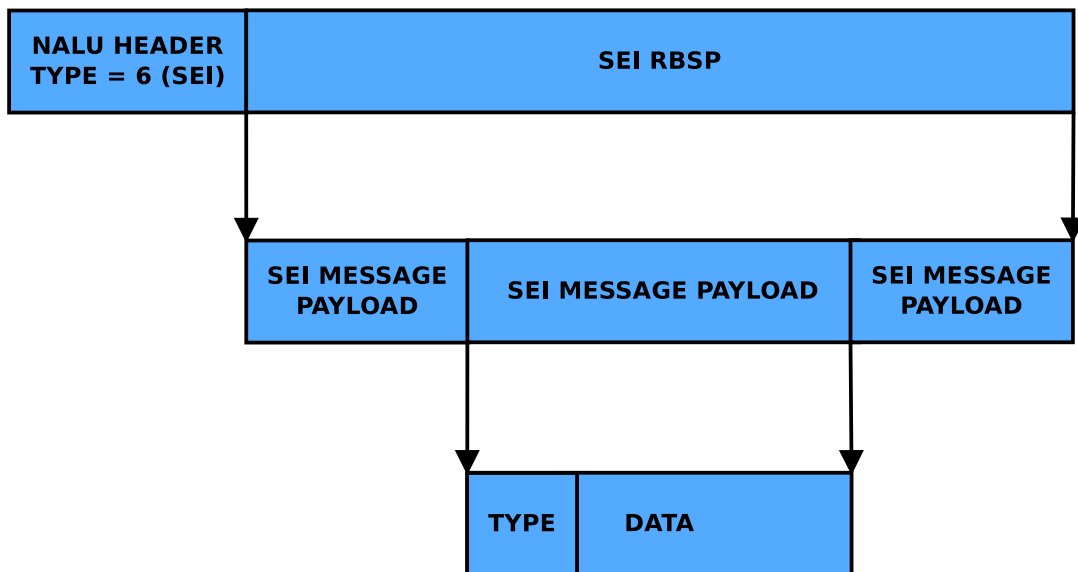 NALU HEADER
TYPE = 6 (SEI)
SEI RBSP
SEI MESSAGE
PAYLOAD
SEI MESSAGE PAYLOAD
SEI MESSAGE
PAYLOAD
TYPE
DATA